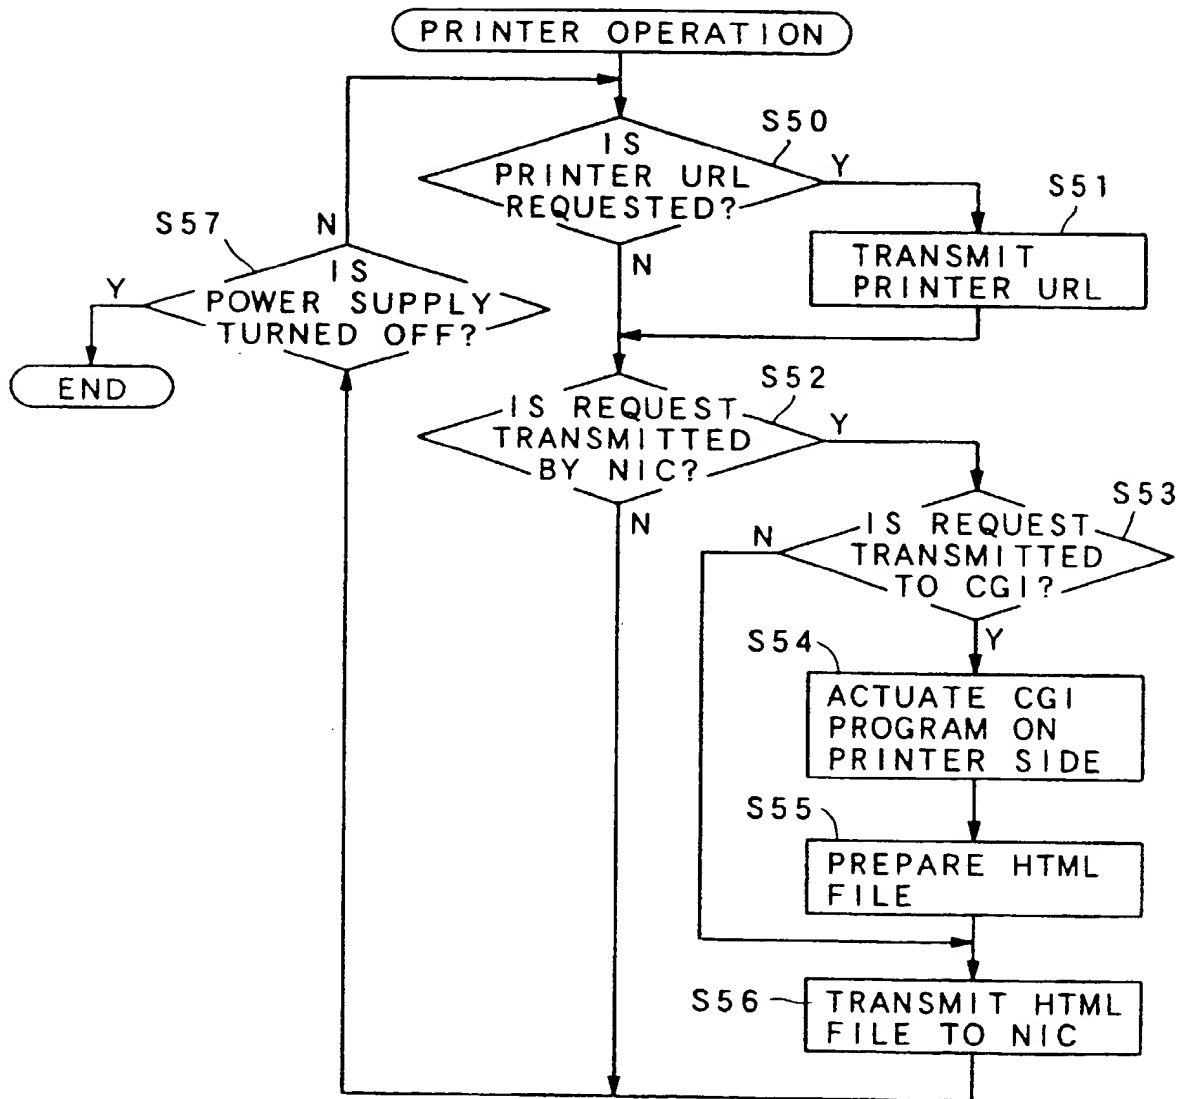 PRINTER OPERATION
S50
IS
PRINTER URL
REQUESTED?
Y
N
S51
TRANSMIT
PRINTER URL
S57
N
IS
POWER SUPPLY
TURNED OFF?
Y
END
S52
IS REQUEST
TRANSMITTED
BY NIC?
Y
N
S53
IS REQUEST
TRANSMITTED
TO CGI?
N
Y
S54
ACTUATE CGI
PROGRAM ON
PRINTER SIDE
S55
PREPARE HTML
FILE
S56
TRANSMIT HTML
FILE TO NIC